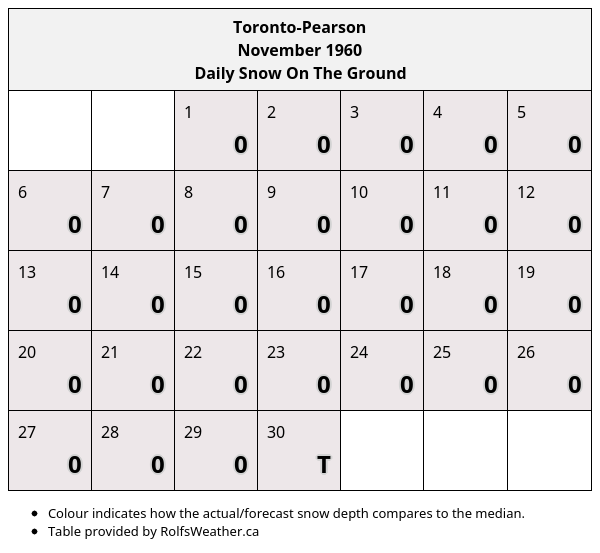 Toronto-Pearson
November 1960
Daily Snow On The Ground
1 2 3 4 5
0 0 0 0 0
6 7 8 9 10 11 12
0 0 0 0 0 0 0
13 14 15 16 17 18 19
0 0 0 0 0 0 0
20 21 22 23 24 25 26
0 0 0 0 0 0 0
27 28 29 30
0 0 0 T
• Colour indicates how the actual/forecast snow depth compares to the median.
• Table provided by RolfsWeather.ca